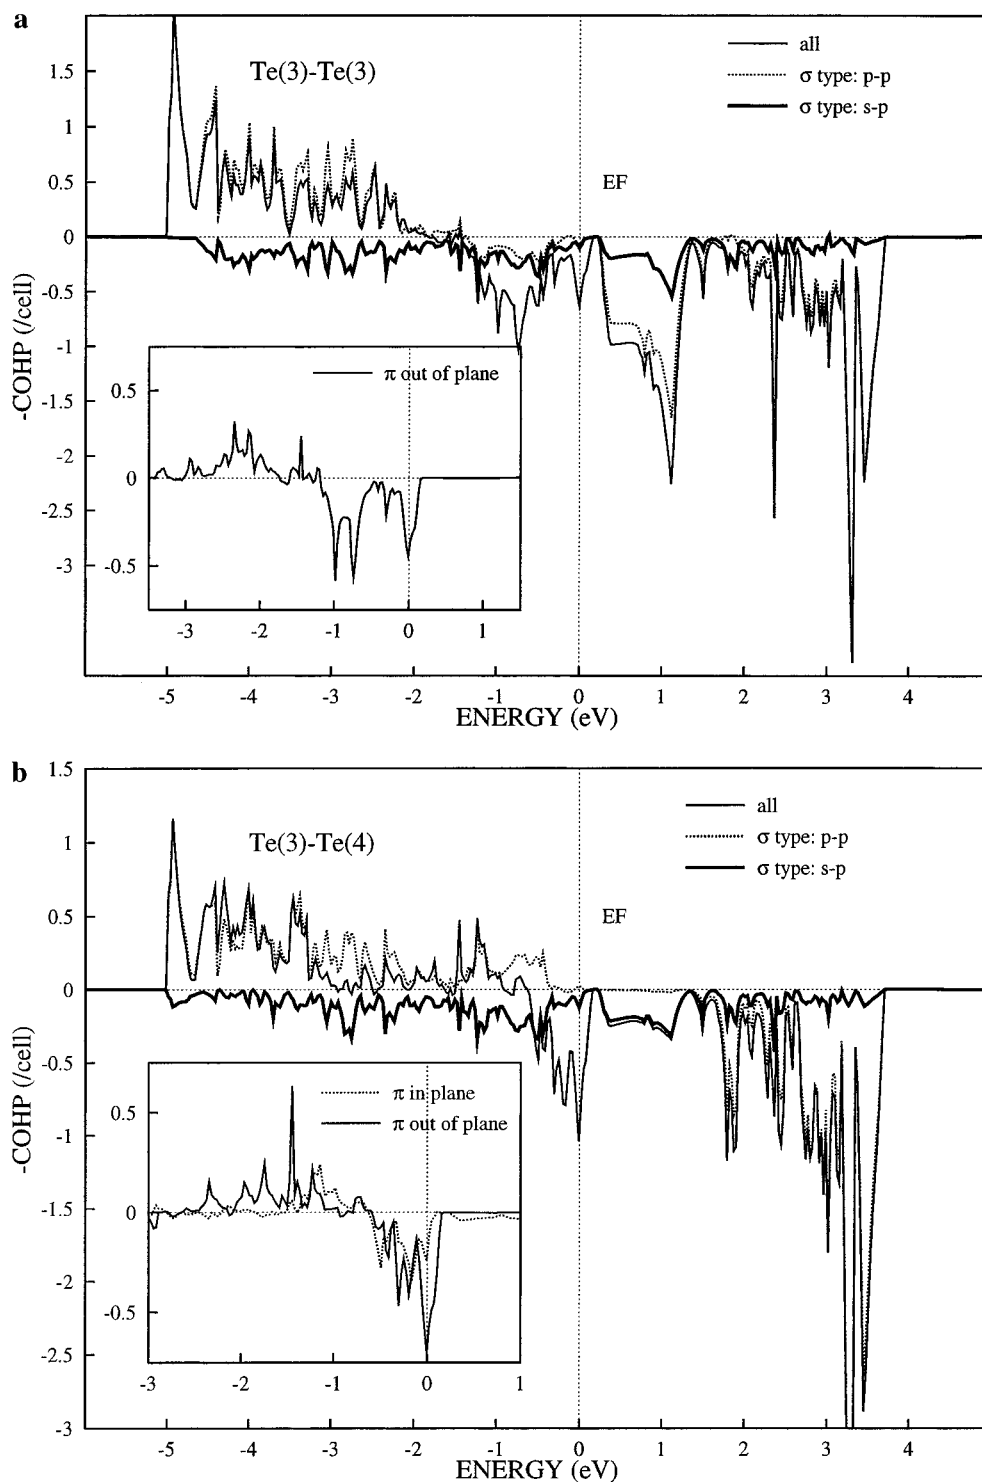 a
Te(3)-Te(3)
all
σ type: p-p
σ type: s-p
EF
-COHP (/cell)
1.5
1
0.5
0
-0.5
-1
-1.5
-2
-2.5
-3
π out of plane
0.5
0
-0.5
-3 -2 -1 0 1
-5 -4 -3 -2 -1 0 1 2 3 4
ENERGY (eV)
b
Te(3)-Te(4)
all
σ type: p-p
σ type: s-p
EF
-COHP (/cell)
1.5
1
0.5
0
-0.5
-1
-1.5
-2
-2.5
-3
π in plane
π out of plane
0.5
0
-0.5
-3 -2 -1 0 1
-5 -4 -3 -2 -1 0 1 2 3 4
ENERGY (eV)